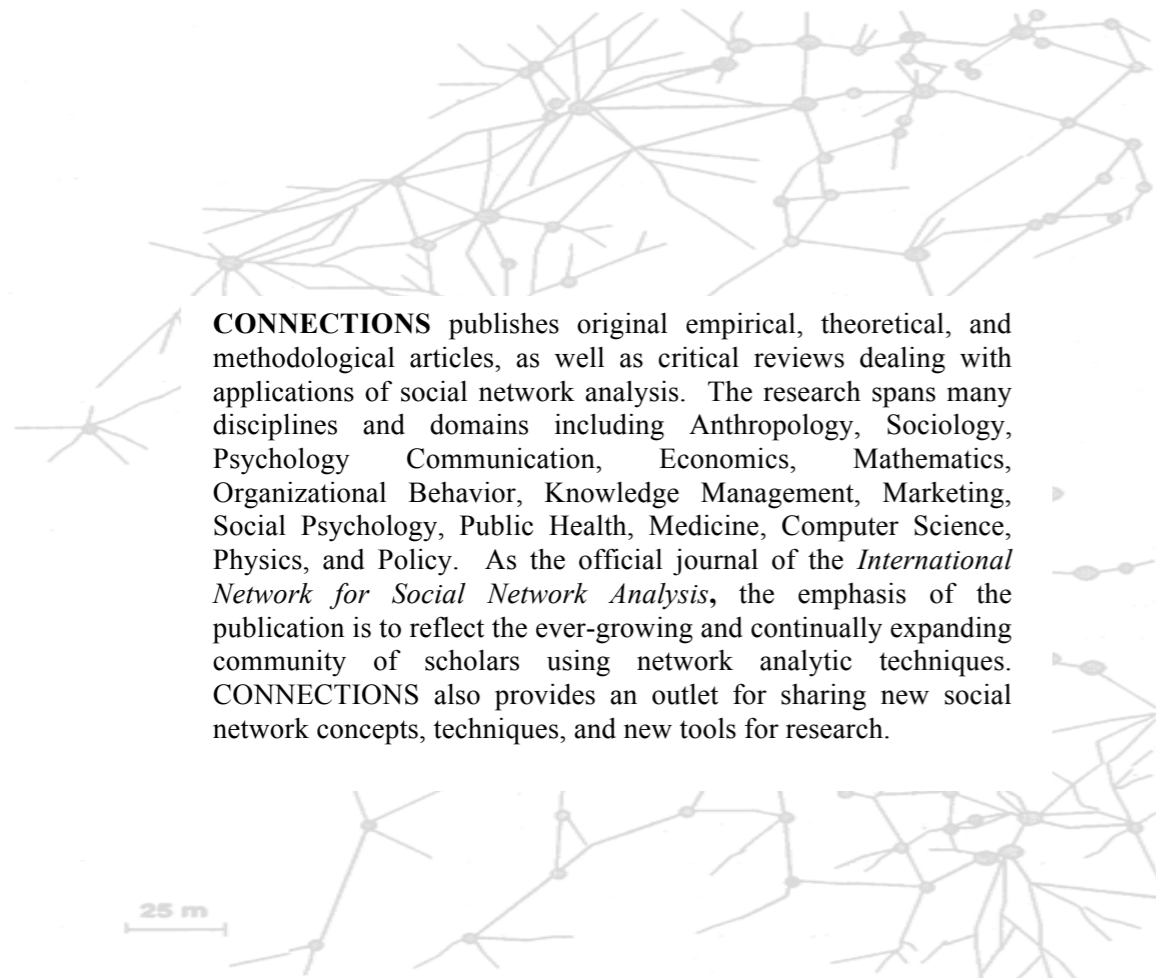 CONNECTIONS publishes original empirical, theoretical, and
methodological articles, as well as critical reviews dealing with
applications of social network analysis. The research spans many
disciplines and domains including Anthropology, Sociology,
Psychology Communication, Economics, Mathematics,
Organizational Behavior, Knowledge Management, Marketing,
Social Psychology, Public Health, Medicine, Computer Science,
Physics, and Policy. As the official journal of the International
Network for Social Network Analysis, the emphasis of the
publication is to reflect the ever-growing and continually expanding
community of scholars using network analytic techniques.
CONNECTIONS also provides an outlet for sharing new social
network concepts, techniques, and new tools for research.
25 m